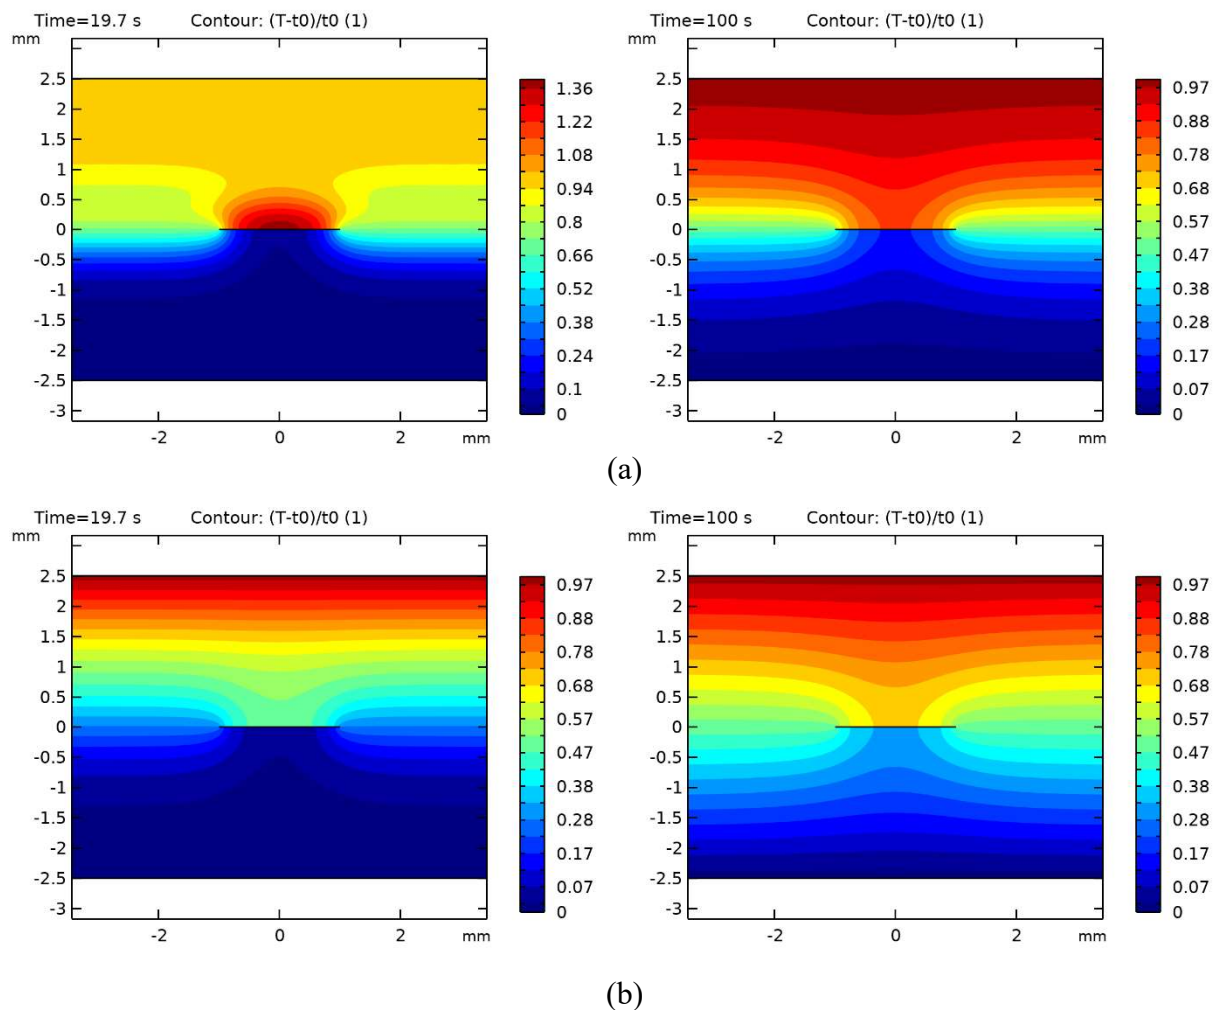 Time=19.7 s Contour: (T-t0)/t0 (1) Time=100 s Contour: (T-t0)/t0 (1)
mm mm
2.5 1.36 2.5 0.97
2 2
1.5 1.22 1.5 0.88
1 1.08 1 0.78
0.5 0.94 0.5 0.68
0 0.8 0 0.57
-0.5 0.66 -0.5 0.47
-1 0.52 -1 0.38
-1.5 0.38 -1.5 0.28
-2 0.24 -2 0.17
-2.5 0.1 -2.5 0.07
-3 0 -3 0
-2 0 2 mm -2 0 2 mm
(a)
Time=19.7 s Contour: (T-t0)/t0 (1) Time=100 s Contour: (T-t0)/t0 (1)
mm mm
2.5 0.97 2.5 0.97
2 2
1.5 0.88 1.5 0.88
1 0.78 1 0.78
0.5 0.68 0.5 0.68
0 0.57 0 0.57
-0.5 0.47 -0.5 0.47
-1 0.38 -1 0.38
-1.5 0.28 -1.5 0.28
-2 0.17 -2 0.17
-2.5 0.07 -2.5 0.07
-3 0 -3 0
-2 0 2 mm -2 0 2 mm
(b)